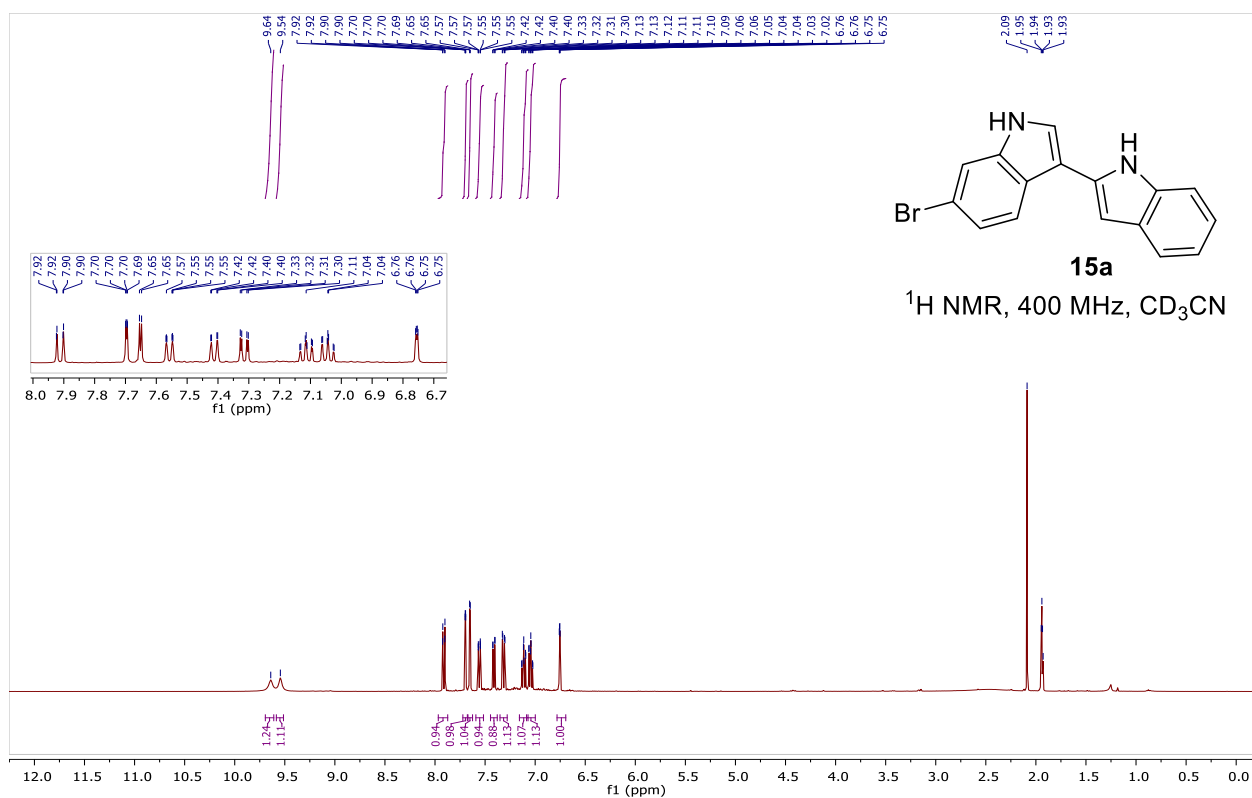 9.64 9.54 7.92 7.92 7.90 7.90 7.70 7.70 7.70 7.69 7.65 7.65 7.57 7.57 7.57 7.55 7.55 7.55 7.42 7.42 7.40 7.40 7.33 7.32 7.31 7.30 7.13 7.13 7.12 7.11 7.11 7.10 7.09 7.06 7.06 7.05 7.04 7.04 7.03 7.02 6.76 6.76 6.75 6.75 2.09 1.95 1.94 1.93 1.93
HN
H
N
Br
15a
¹H NMR, 400 MHz, CD₃CN
7.92 7.92 7.90 7.90 7.70 7.70 7.70 7.69 7.65 7.65 7.57 7.55 7.55 7.55 7.42 7.42 7.40 7.40 7.33 7.32 7.31 7.30 7.11 7.04 7.04 6.76 6.76 6.75 6.75
8.0 7.9 7.8 7.7 7.6 7.5 7.4 7.3 7.2 7.1 7.0 6.9 6.8 6.7
f1 (ppm)
1.24 1.11 0.94 0.98 1.04 0.94 0.88 1.13 1.07 1.13 1.00
12.0 11.5 11.0 10.5 10.0 9.5 9.0 8.5 8.0 7.5 7.0 6.5 6.0 5.5 5.0 4.5 4.0 3.5 3.0 2.5 2.0 1.5 1.0 0.5 0.0
f1 (ppm)